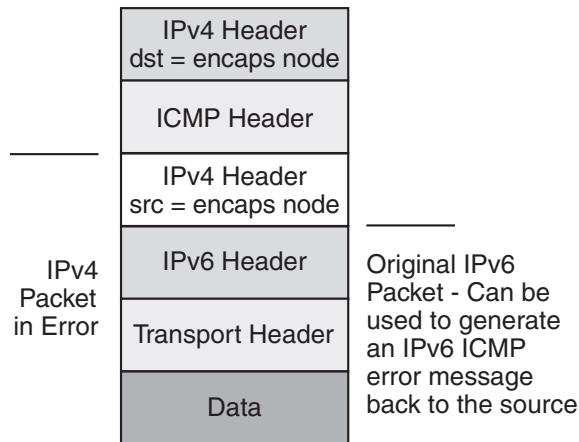 IPv4 Header
dst = encaps node
ICMP Header
IPv4 Header
src = encaps node
IPv6 Header
Transport Header
Data
IPv4
Packet
in Error
Original IPv6
Packet - Can be
used to generate
an IPv6 ICMP
error message
back to the source